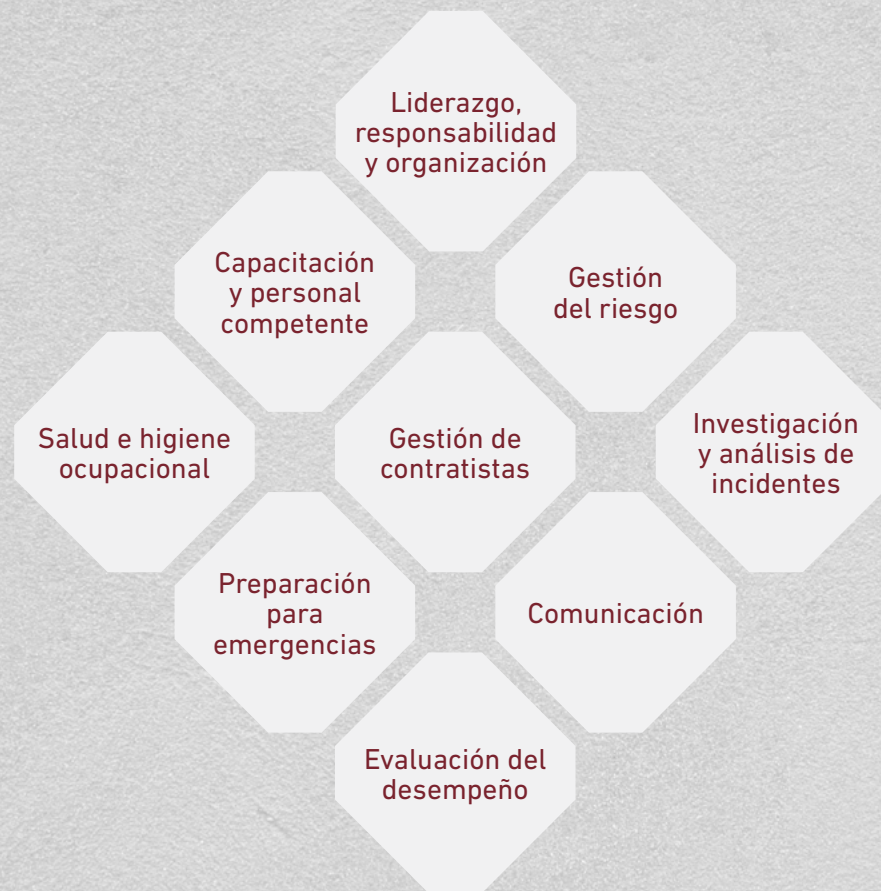 Liderazgo,
responsabilidad
y organización
Capacitación
y personal
competente
Gestión
del riesgo
Salud e higiene
ocupacional
Gestión de
contratistas
Investigación
y análisis de
incidentes
Preparación
para
emergencias
Comunicación
Evaluación del
desempeño